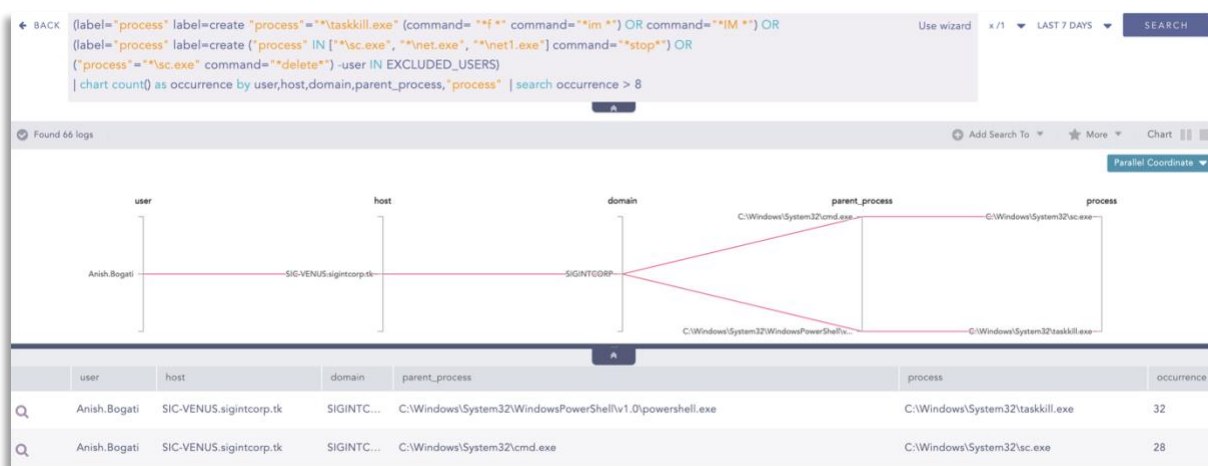 BACK
(label="process" label=create "process"="*\taskkill.exe" (command= "*f *" command="*im *") OR command="*IM *") OR
(label="process" label=create ("process" IN ["*\sc.exe", "*\net.exe", "*\net1.exe"] command="*stop*") OR
("process"="*\sc.exe" command="*delete*") -user IN EXCLUDED_USERS)
| chart count() as occurrence by user,host,domain,parent_process,"process" | search occurrence > 8
Use wizard x /1 LAST 7 DAYS SEARCH
Found 66 logs Add Search To More Chart
Parallel Coordinate
user host domain parent_process process
C:\Windows\System32\cmd.exe C:\Windows\System32\sc.exe
Anish.Bogati SIC-VENUS.sigintcorp.tk SIGINTCORP
C:\Windows\System32\WindowsPowerShell\v... C:\Windows\System32\taskkill.exe
user host domain parent_process process occurrence
Anish.Bogati SIC-VENUS.sigintcorp.tk SIGINTC... C:\Windows\System32\WindowsPowerShell\v1.0\powershell.exe C:\Windows\System32\taskkill.exe 32
Anish.Bogati SIC-VENUS.sigintcorp.tk SIGINTC... C:\Windows\System32\cmd.exe C:\Windows\System32\sc.exe 28